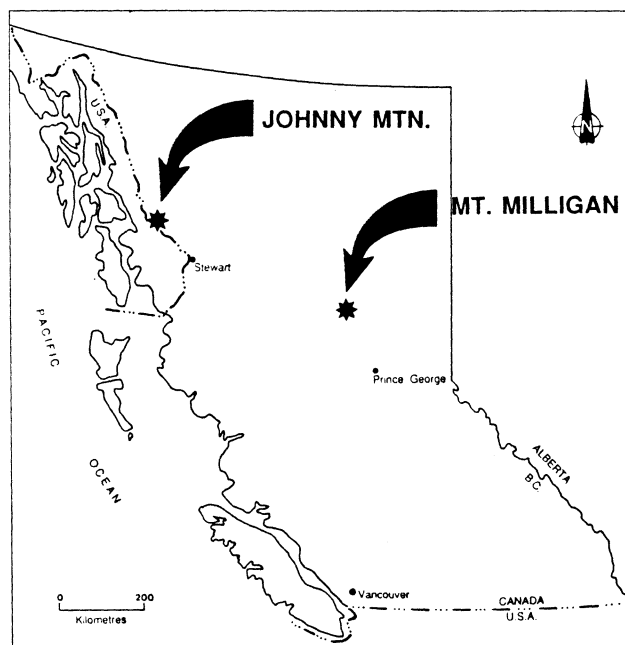 USA
JOHNNY MTN.
N
MT. MILLIGAN
Stewart
PACIFIC
OCEAN
Prince George
ALBERTA
B.C.
0 200
Kilometres
Vancouver
CANADA
U.S.A.